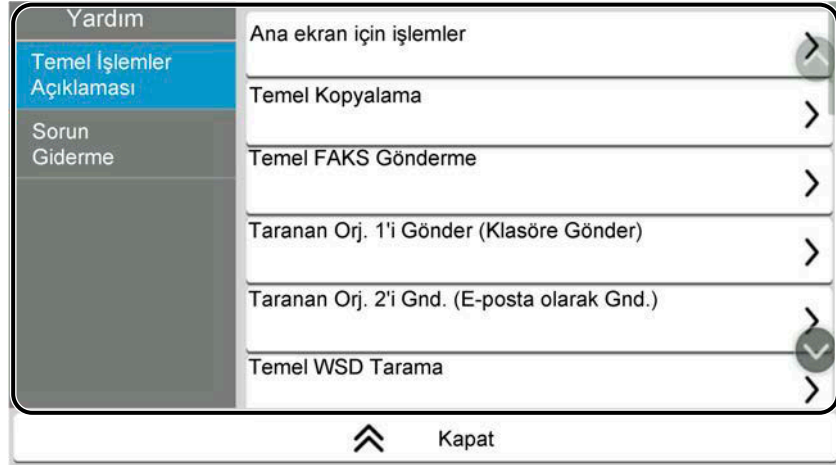 Yardım
Temel İşlemler
Açıklaması
Sorun
Giderme
Ana ekran için işlemler
Temel Kopyalama
Temel FAKS Gönderme
Taranan Orj. 1'i Gönder (Klasöre Gönder)
Taranan Orj. 2'i Gnd. (E-posta olarak Gnd.)
Temel WSD Tarama
Kapat